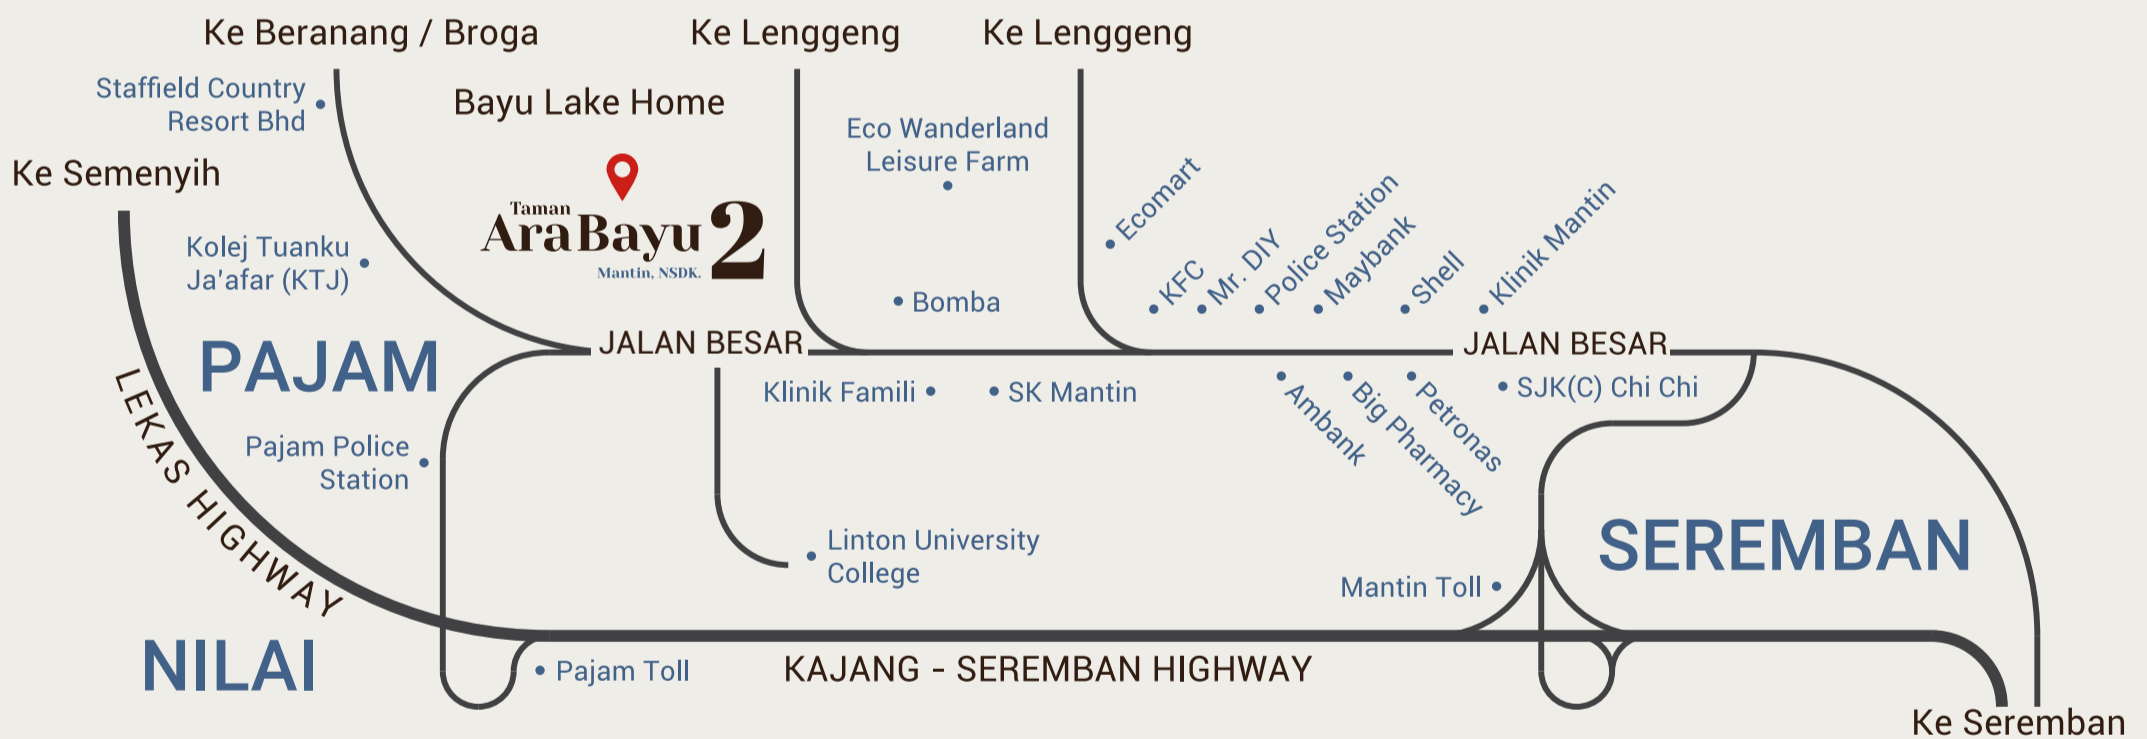 Ke Beranang / Broga
Ke Lenggeng
Ke Lenggeng
Staffield Country
Resort Bhd
Bayu Lake Home
Eco Wanderland
Leisure Farm
Ke Semenyih
Taman
AraBayu 2
Mantin, NSDK.
Kolej Tuanku
Ja'afar (KTJ)
Bomba
Ecomart
KFC
Mr. DIY
Police Station
Maybank
Shell
Klinik Mantin
JALAN BESAR
JALAN BESAR
PAJAM
LEKAS HIGHWAY
Klinik Famili
SK Mantin
Ambank
Big Pharmacy
Petronas
SJK(C) Chi Chi
Pajam Police
Station
Linton University
College
Mantin Toll
SEREMBAN
NILAI
Pajam Toll
KAJANG - SEREMBAN HIGHWAY
Ke Seremban